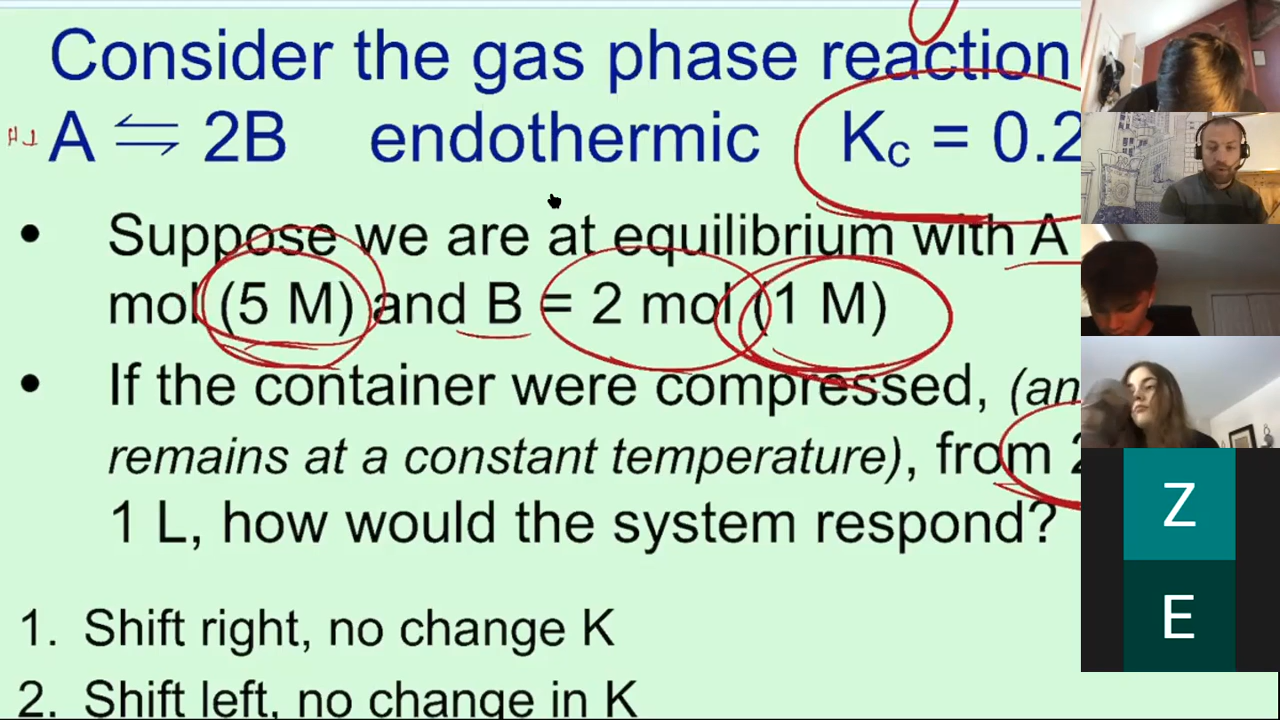 Consider the gas phase reaction
A ⇌ 2B endothermic Kc = 0.2
• Suppose we are at equilibrium with A
mol (5 M) and B = 2 mol (1 M)
• If the container were compressed, (an
remains at a constant temperature), from 2
1 L, how would the system respond?
1. Shift right, no change K
2. Shift left, no change in K
Z
E